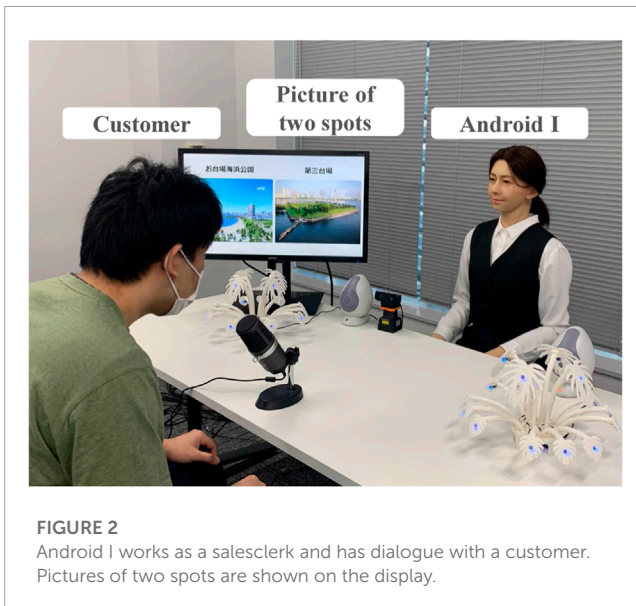 Picture of
two spots
Customer
Android I
お台場海浜公園
第三台場
FIGURE 2
Android I works as a salesclerk and has dialogue with a customer.
Pictures of two spots are shown on the display.